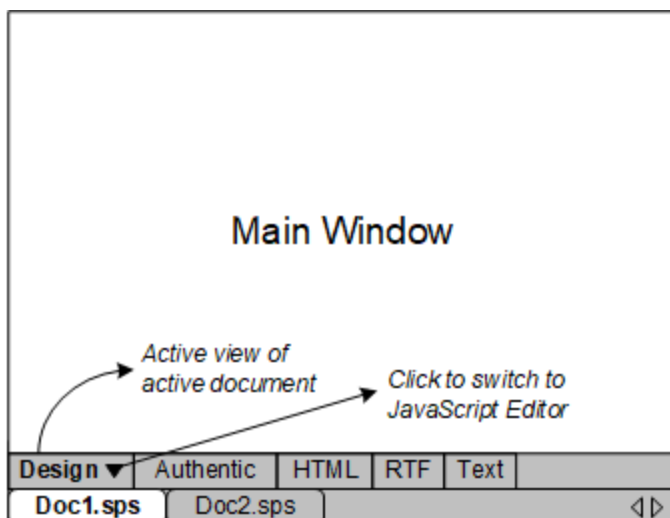 Main Window
Active view of
active document
Click to switch to
JavaScript Editor
Design Authentic HTML RTF Text
Doc1.sps Doc2.sps